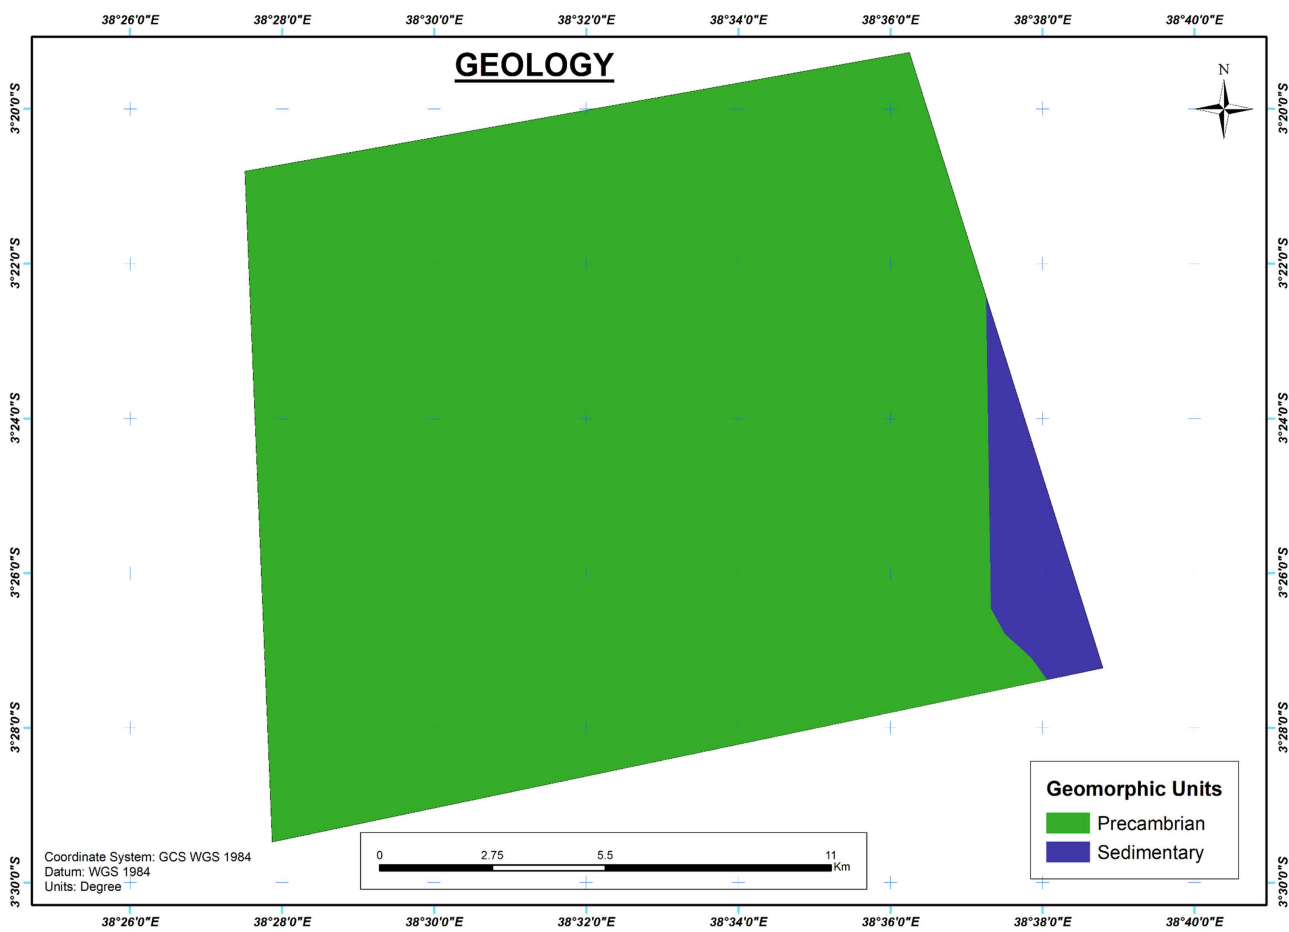 38°26'0"E 38°28'0"E 38°30'0"E 38°32'0"E 38°34'0"E 38°36'0"E 38°38'0"E 38°40'0"E
GEOLOGY
N
3°20'0"S 3°20'0"S
3°22'0"S 3°22'0"S
3°24'0"S 3°24'0"S
3°26'0"S 3°26'0"S
3°28'0"S 3°28'0"S
Geomorphic Units
Precambrian
Sedimentary
Coordinate System: GCS WGS 1984
Datum: WGS 1984
Units: Degree
0 2.75 5.5 11
Km
3°30'0"S 3°30'0"S
38°26'0"E 38°28'0"E 38°30'0"E 38°32'0"E 38°34'0"E 38°36'0"E 38°38'0"E 38°40'0"E